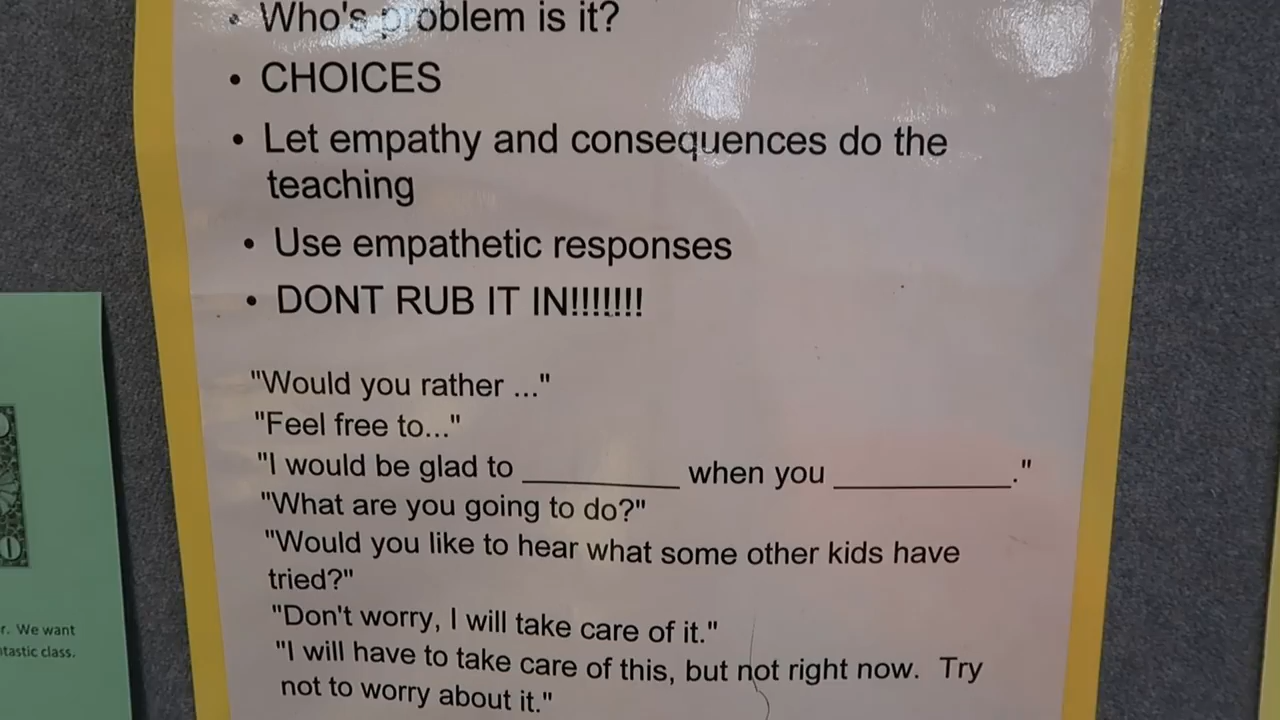 • Who's problem is it?
• CHOICES
• Let empathy and consequences do the
teaching
• Use empathetic responses
• DONT RUB IT IN!!!!!!!
"Would you rather ..."
"Feel free to..."
"I would be glad to __________ when you ___________."
"What are you going to do?"
"Would you like to hear what some other kids have
tried?"
"Don't worry, I will take care of it."
"I will have to take care of this, but not right now.  Try
not to worry about it."
r. We want
tastic class.